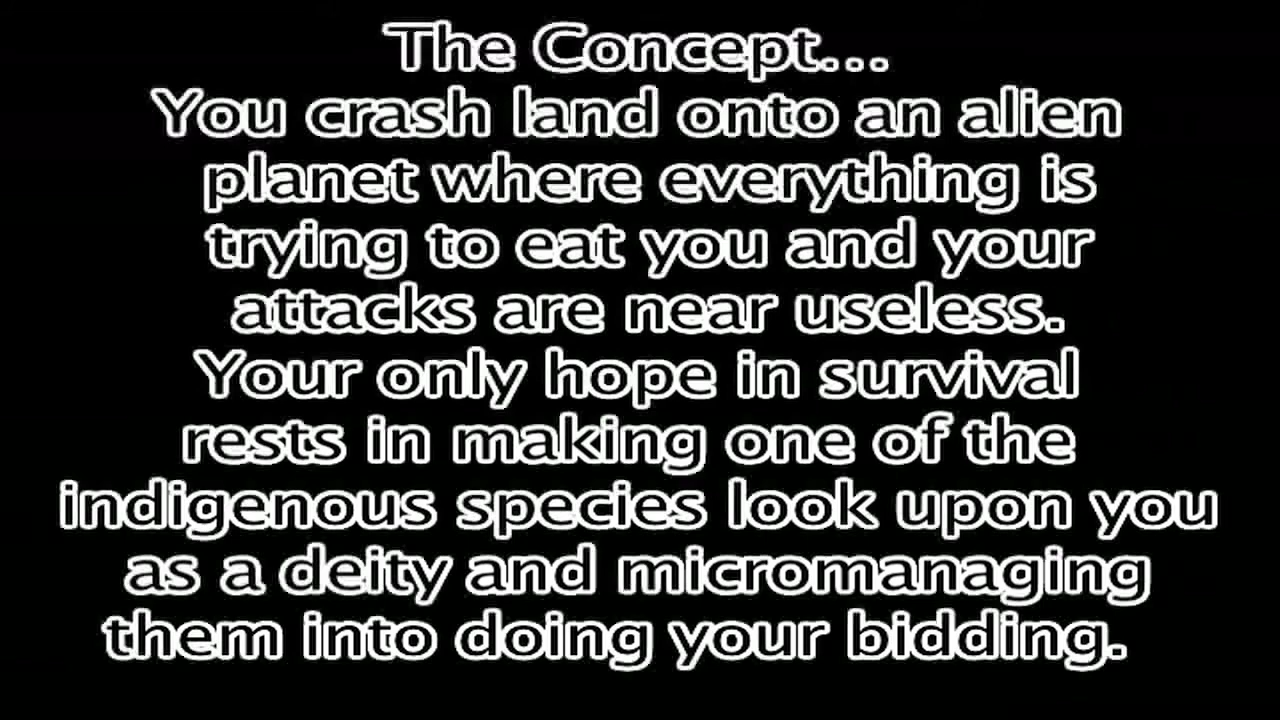 The Concept...
You crash land onto an alien
planet where everything is
trying to eat you and your
attacks are near useless.
Your only hope in survival
rests in making one of the
indigenous species look upon you
as a deity and micromanaging
them into doing your bidding.